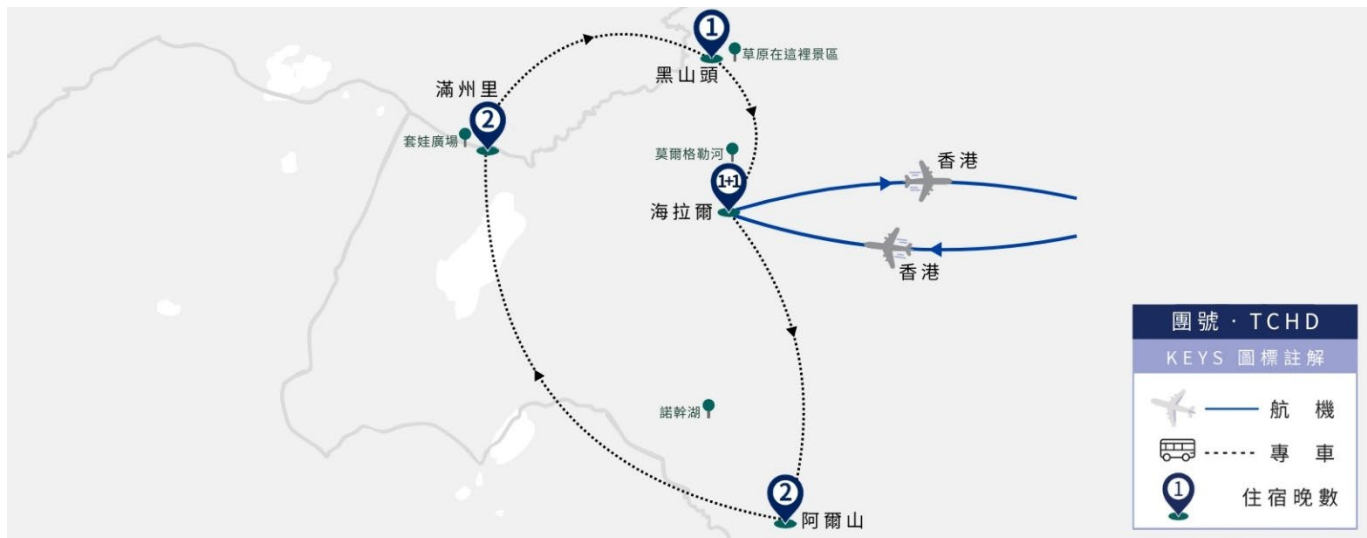 1
草原在這裡景區
黑山頭
滿州里
2
套娃廣場
莫爾格勒河
1+1
海拉爾
香港
香港
諾幹湖
2
阿爾山
團號 · TCHD
KEYS 圖標註解
航機
專車
1
住宿晚數